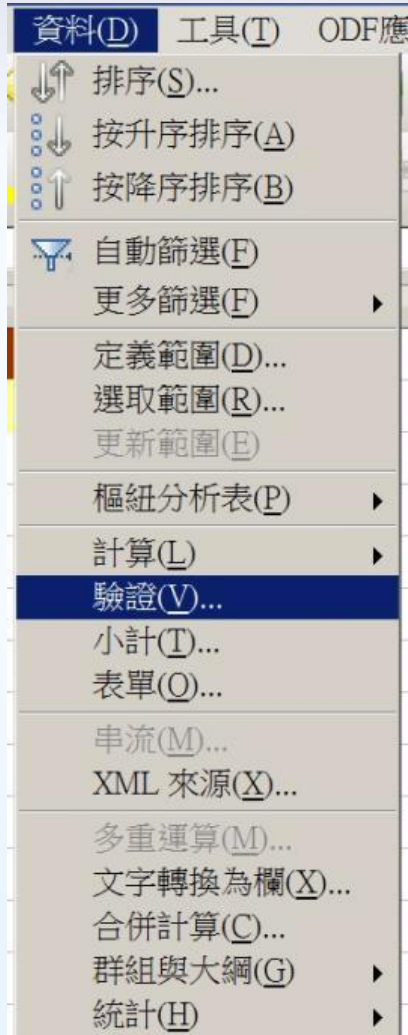 資料(D) 工具(T) ODF應
排序(S)...
按升序排序(A)
按降序排序(B)
自動篩選(F)
更多篩選(F)
定義範圍(D)...
選取範圍(R)...
更新範圍(E)
樞紐分析表(P)
計算(L)
驗證(V)...
小計(T)...
表單(O)...
串流(M)...
XML 來源(X)...
多重運算(M)...
文字轉換為欄(X)...
合併計算(C)...
群組與大綱(G)
統計(H)